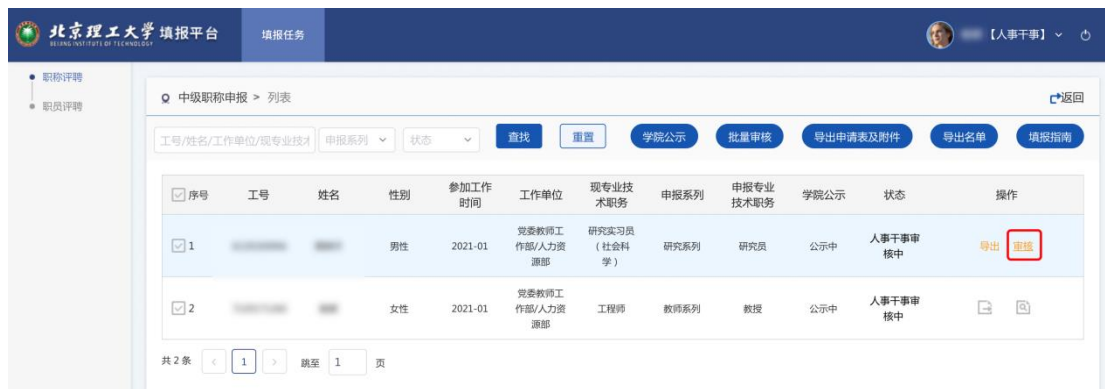 北京理工大学 填报平台
BEIJING INSTITUTE OF TECHNOLOGY
填报任务
【人事干事】
职称评聘
职员评聘
中级职称申报 > 列表
返回
工号/姓名/工作单位/现专业技术 申报系列 状态 查找 重置 学院公示 批量审核 导出申请表及附件 导出名单 填报指南
序号 工号 姓名 性别 参加工作时间 工作单位 现专业技术职务 申报系列 申报专业技术职务 学院公示 状态 操作
1 男性 2021-01 党委教师工作部/人力资源部 研究实习员（社会科学） 研究系列 研究员 公示中 人事干事审核中 导出 审核
2 女性 2021-01 党委教师工作部/人力资源部 工程师 教师系列 教授 公示中 人事干事审核中
共 2 条 < 1 > 跳至 1 页